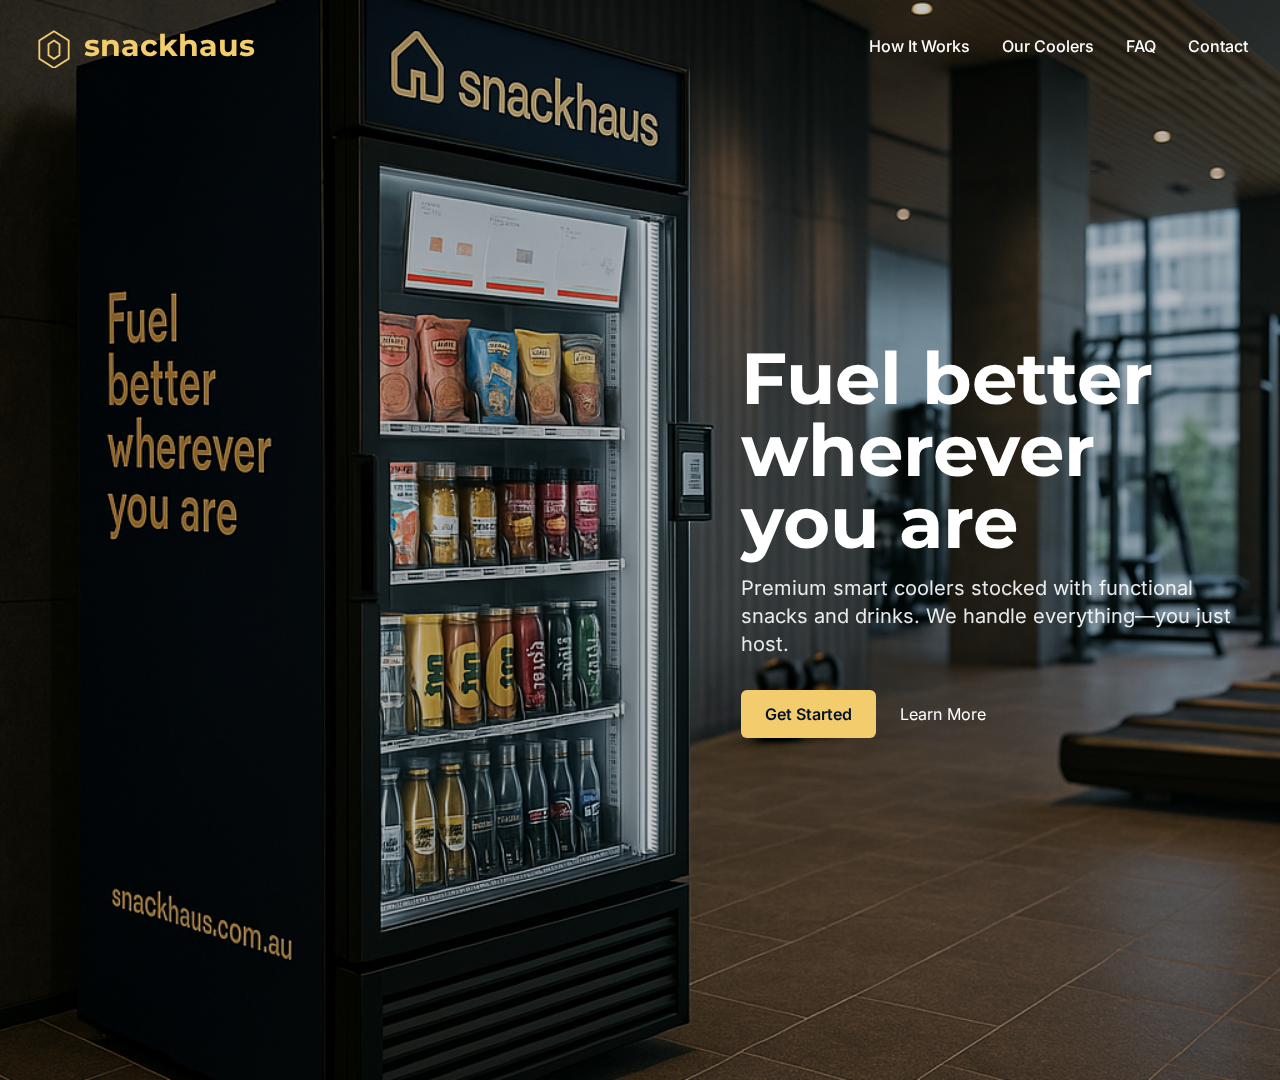 snackhaus
How It Works
Our Coolers
FAQ
Contact
snackhaus
Fuel
better
wherever
you are
snackhaus.com.au
Fuel better
wherever
you are
Premium smart coolers stocked with functional
snacks and drinks. We handle everything—you just
host.
Get Started
Learn More